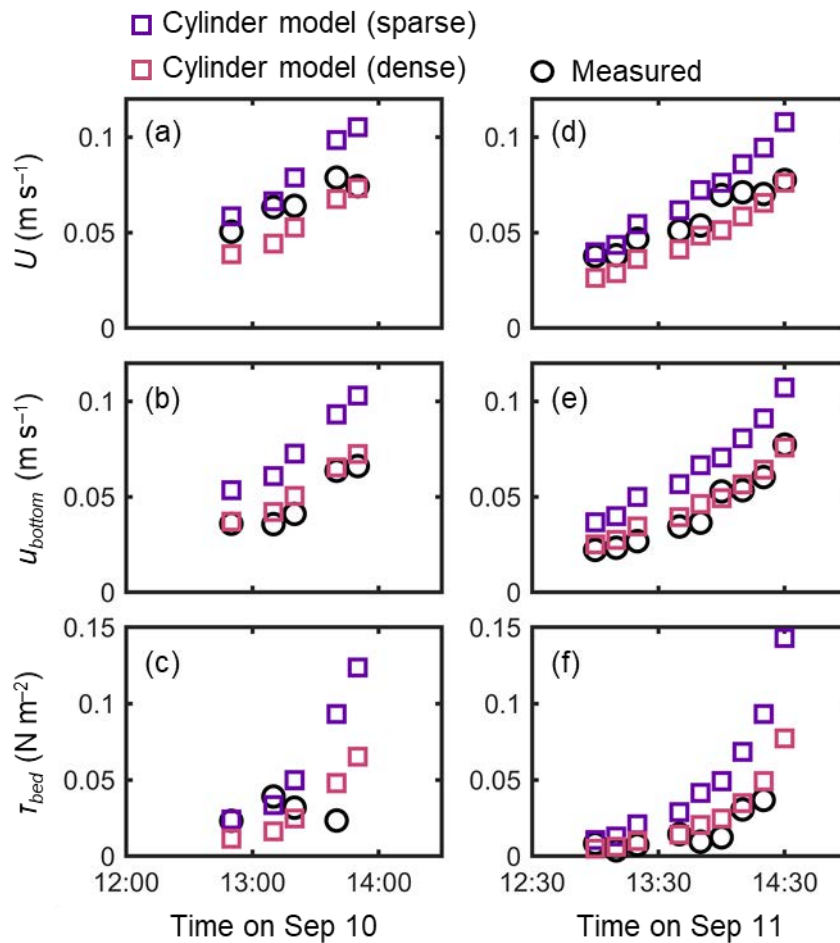 Cylinder model (sparse)
Cylinder model (dense)
Measured
(a)
(d)
0.1
0.05
0
U (m s⁻¹)
0.1
0.05
0
U (m s⁻¹)
(b)
(e)
0.1
0.05
0
u_bottom (m s⁻¹)
0.1
0.05
0
(c)
(f)
0.15
0.1
0.05
0
τ_bed (N m⁻²)
0.15
0.1
0.05
0
12:00 13:00 14:00
12:30 13:30 14:30
Time on Sep 10
Time on Sep 11